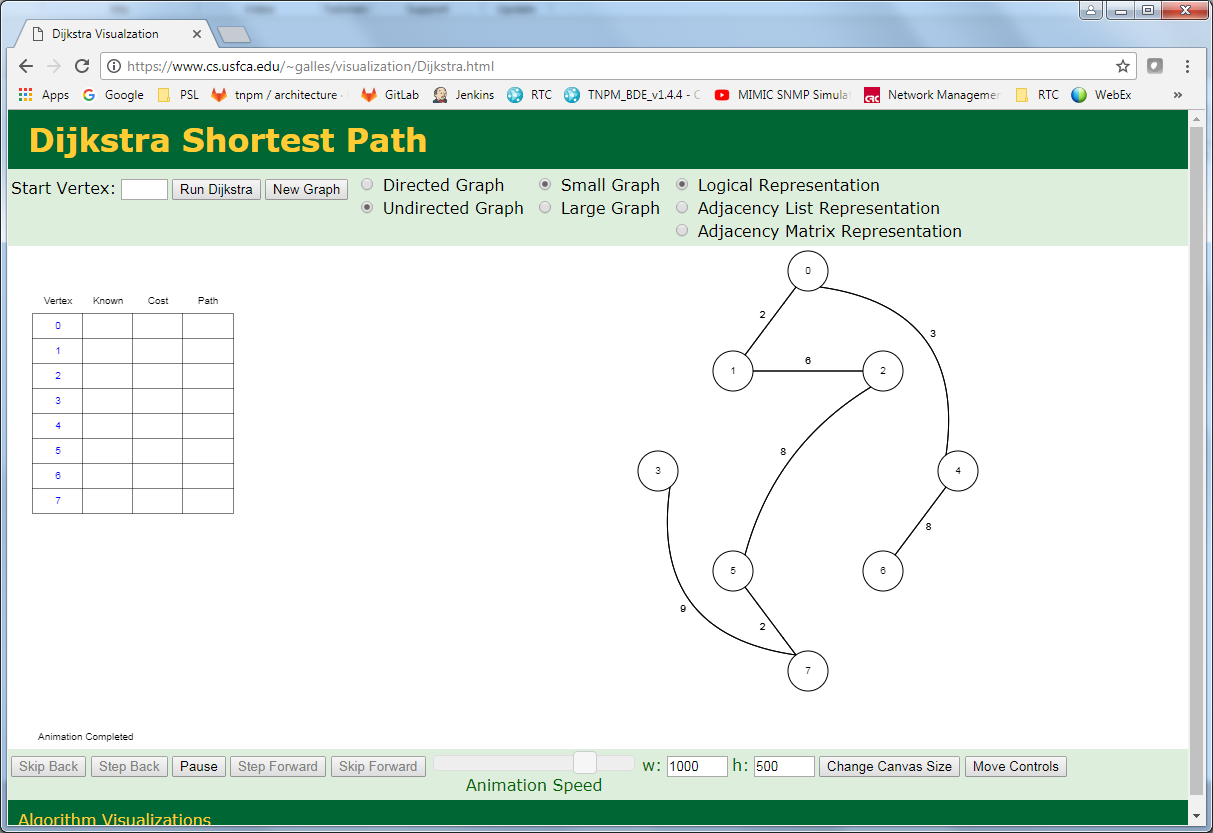 Dijkstra Visualzation
https://www.cs.usfca.edu/~galles/visualization/Dijkstra.html
Apps Google PSL tnpm / architecture · GitLab Jenkins RTC TNPM_BDE_v1.4.4 - MIMIC SNMP Simula Network Managemen RTC WebEx »
Dijkstra Shortest Path
Start Vertex: Run Dijkstra New Graph Directed Graph Small Graph Logical Representation
Undirected Graph Large Graph Adjacency List Representation
Adjacency Matrix Representation
Vertex Known Cost Path
0
1
2
3
4
5
6
7
0
2
3
6
1
2
8
3
4
8
5
6
9
2
7
Animation Completed
Skip Back Step Back Pause Step Forward Skip Forward w: 1000 h: 500 Change Canvas Size Move Controls
Animation Speed
Algorithm Visualizations